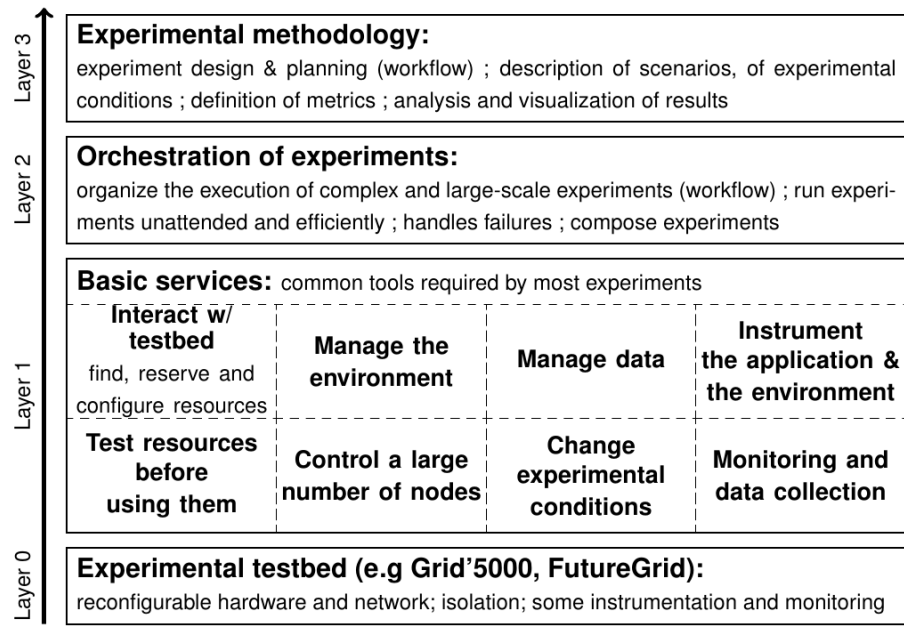 Layer 3
Experimental methodology:
experiment design & planning (workflow) ; description of scenarios, of experimental
conditions ; definition of metrics ; analysis and visualization of results
Layer 2
Orchestration of experiments:
organize the execution of complex and large-scale experiments (workflow) ; run experi-
ments unattended and efficiently ; handles failures ; compose experiments
Layer 1
Basic services: common tools required by most experiments
Interact w/
testbed
find, reserve and
configure resources
Manage the
environment
Manage data
Instrument
the application &
the environment
Test resources
before
using them
Control a large
number of nodes
Change
experimental
conditions
Monitoring and
data collection
Layer 0
Experimental testbed (e.g Grid'5000, FutureGrid):
reconfigurable hardware and network; isolation; some instrumentation and monitoring